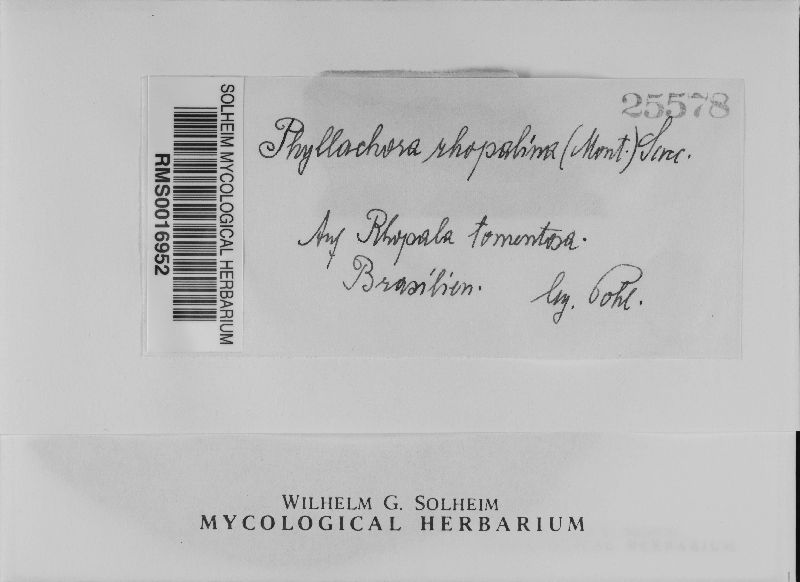 25578
SOLHEIM MYCOLOGICAL HERBARIUM
RMS0016952
Phyllachora rhopalina (Mont.) Sacc.
Auf Rhopala tomentosa.
Brasilien.
leg. Pohl.
WILHELM G. SOLHEIM
MYCOLOGICAL HERBARIUM